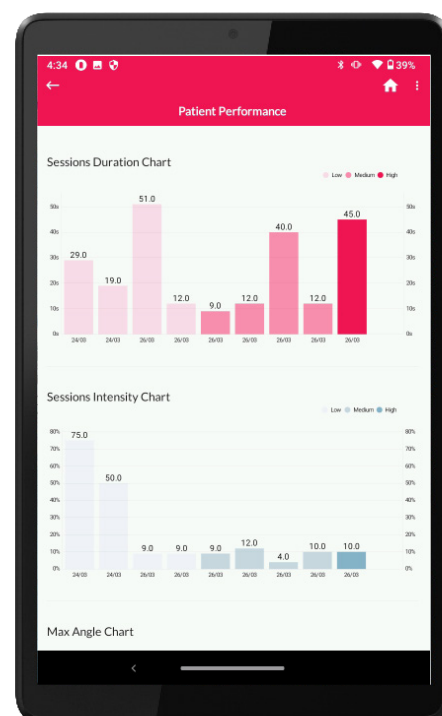 4:34 39%
Patient Performance
Sessions Duration Chart
Low Medium High
51.0
50s 50s
45.0
40s 40.0 40s
29.0
30s 30s
19.0
20s 20s
12.0 9.0 12.0 12.0
10s 10s
0s 0s
24/03 24/03 26/03 26/03 26/03 26/03 26/03 26/03 26/03
Sessions Intensity Chart
Low Medium High
80% 80%
75.0
70% 70%
60% 60%
50.0
50% 50%
40% 40%
30% 30%
20% 20%
9.0 9.0 9.0 12.0 4.0 10.0 10.0
10% 10%
0% 0%
24/03 24/03 26/03 26/03 26/03 26/03 26/03 26/03 26/03
Max Angle Chart